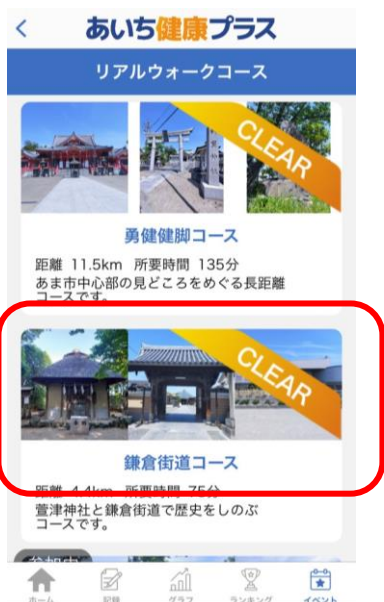 あいち健康プラス
リアルウォークコース
CLEAR
勇健健脚コース
距離 11.5km 所要時間 135分
あま市中心部の見どころをめぐる長距離
コースです。
CLEAR
鎌倉街道コース
距離 4.4km 所要時間 75分
萱津神社と鎌倉街道で歴史をしのぶ
コースです。
参加中
ホーム 記録 グラフ ランキング イベント